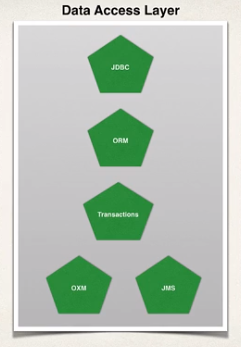 Data Access Layer
JDBC
ORM
Transactions
OXM
JMS